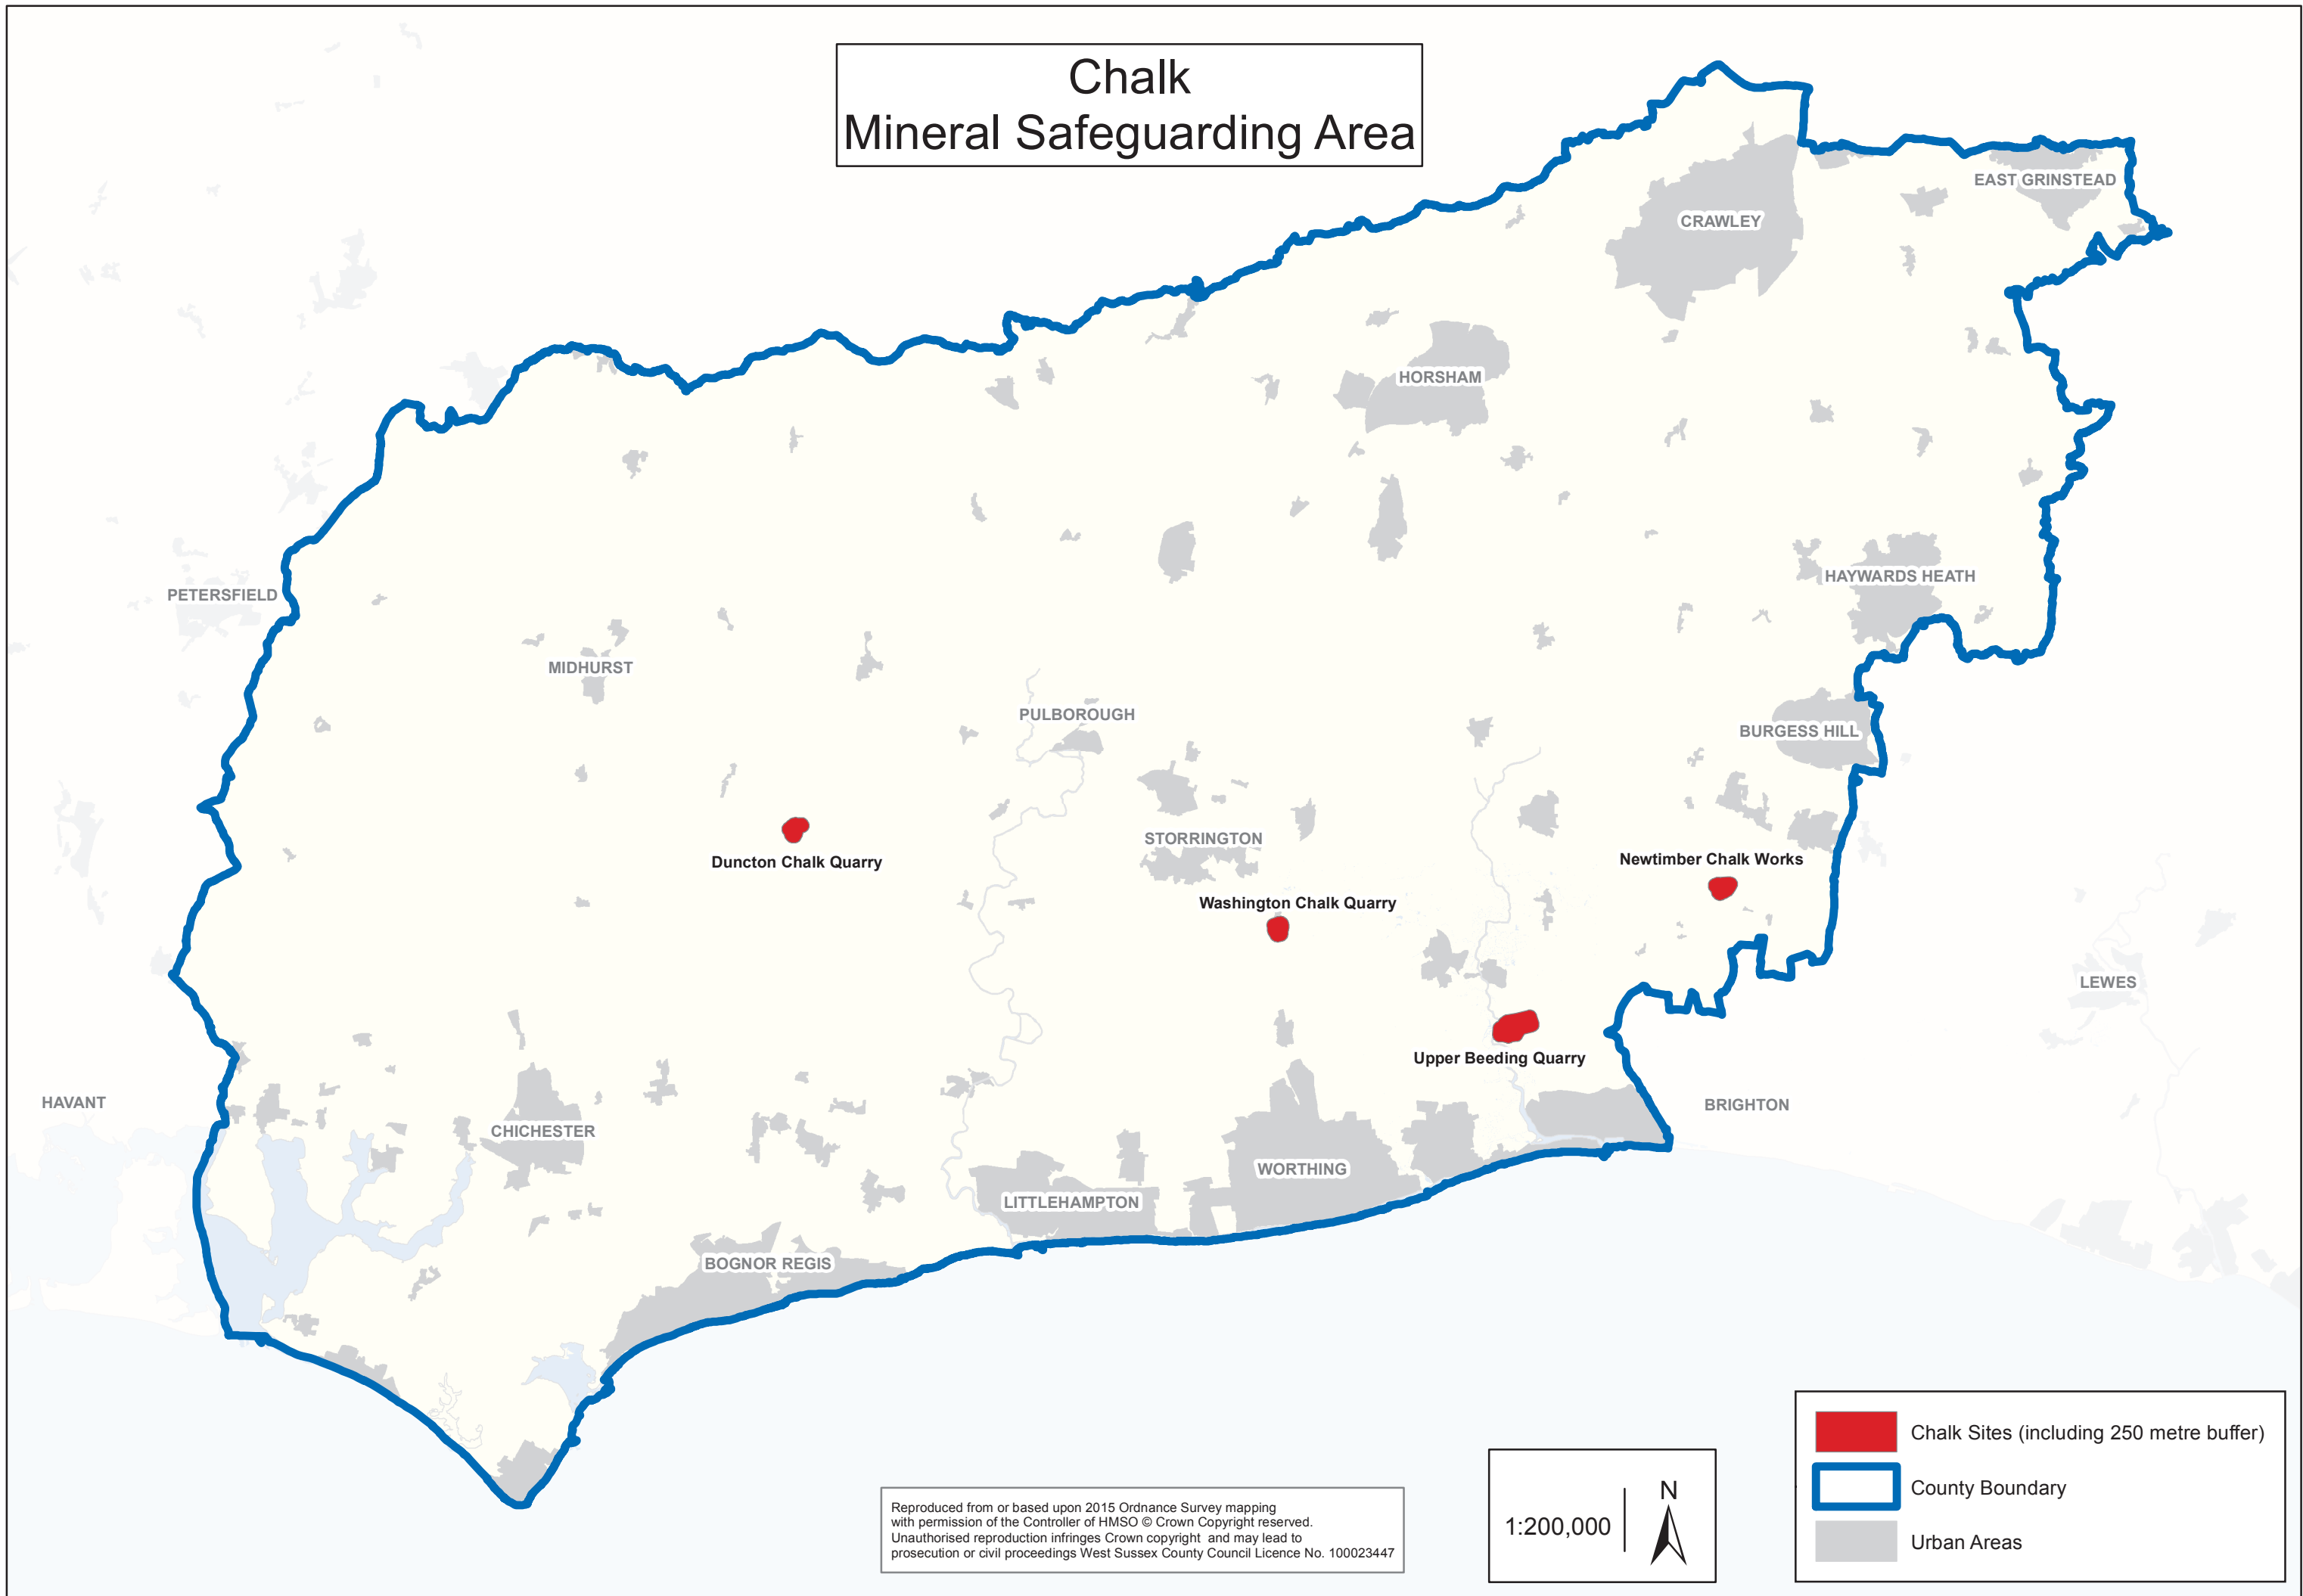 Chalk
Mineral Safeguarding Area
EAST GRINSTEAD
CRAWLEY
HORSHAM
HAYWARDS HEATH
PETERSFIELD
MIDHURST
PULBOROUGH
BURGESS HILL
STORRINGTON
Duncton Chalk Quarry
Newtimber Chalk Works
Washington Chalk Quarry
LEWES
Upper Beeding Quarry
HAVANT
BRIGHTON
CHICHESTER
WORTHING
LITTLEHAMPTON
BOGNOR REGIS
Chalk Sites (including 250 metre buffer)
County Boundary
Urban Areas
N
1:200,000
Reproduced from or based upon 2015 Ordnance Survey mapping
with permission of the Controller of HMSO © Crown Copyright reserved.
Unauthorised reproduction infringes Crown copyright and may lead to
prosecution or civil proceedings West Sussex County Council Licence No. 100023447